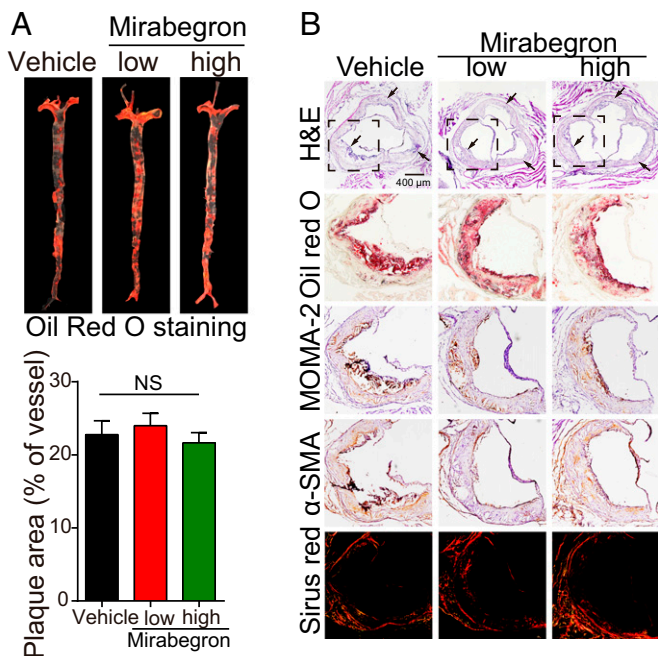 A
Mirabegron
Vehicle low high
Oil Red O staining
Plaque area (% of vessel)
30
20
10
0
NS
Vehicle low high
Mirabegron
B
Mirabegron
Vehicle low high
H&E
400 µm
Oil red O
MOMA-2
α-SMA
Sirus red